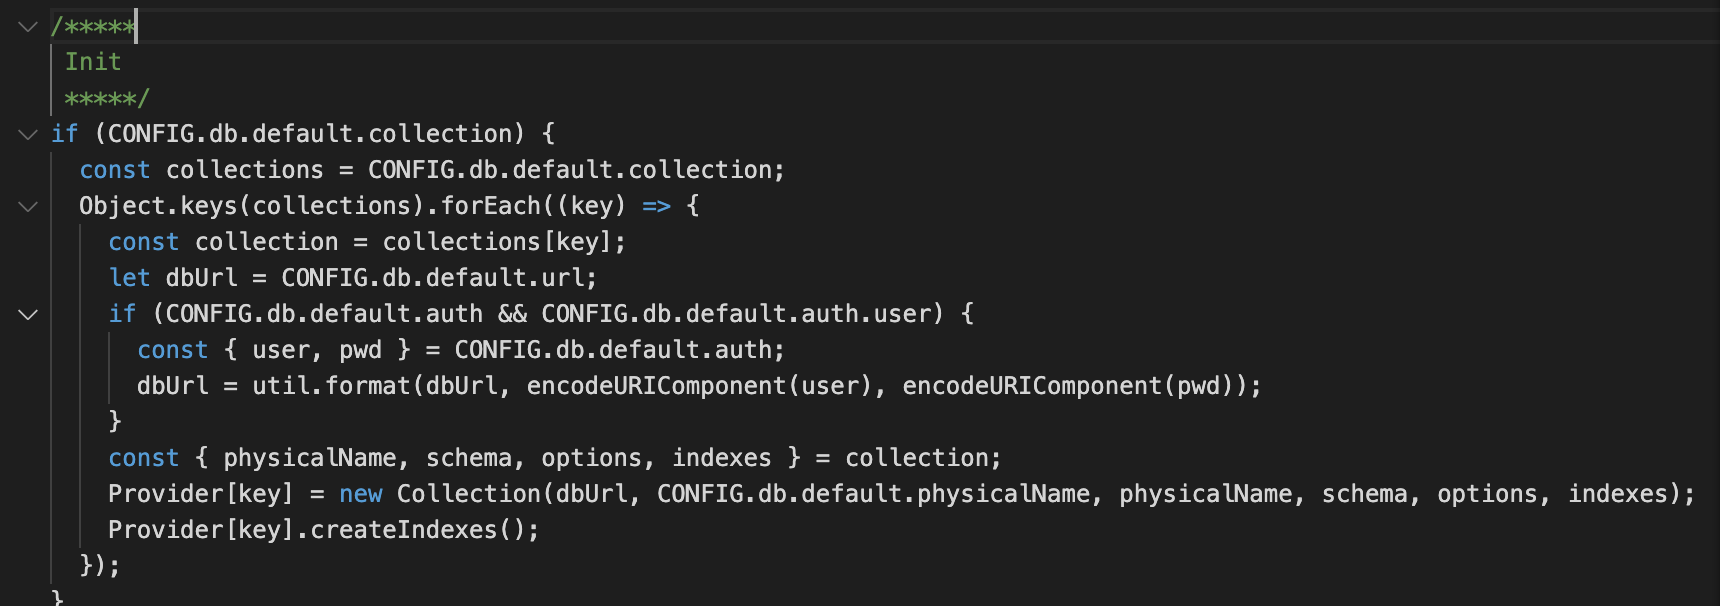 /*****
Init
*****/
if (CONFIG.db.default.collection) {
const collections = CONFIG.db.default.collection;
Object.keys(collections).forEach((key) => {
const collection = collections[key];
let dbUrl = CONFIG.db.default.url;
if (CONFIG.db.default.auth && CONFIG.db.default.auth.user) {
const { user, pwd } = CONFIG.db.default.auth;
dbUrl = util.format(dbUrl, encodeURIComponent(user), encodeURIComponent(pwd));
}
const { physicalName, schema, options, indexes } = collection;
Provider[key] = new Collection(dbUrl, CONFIG.db.default.physicalName, physicalName, schema, options, indexes);
Provider[key].createIndexes();
});
}